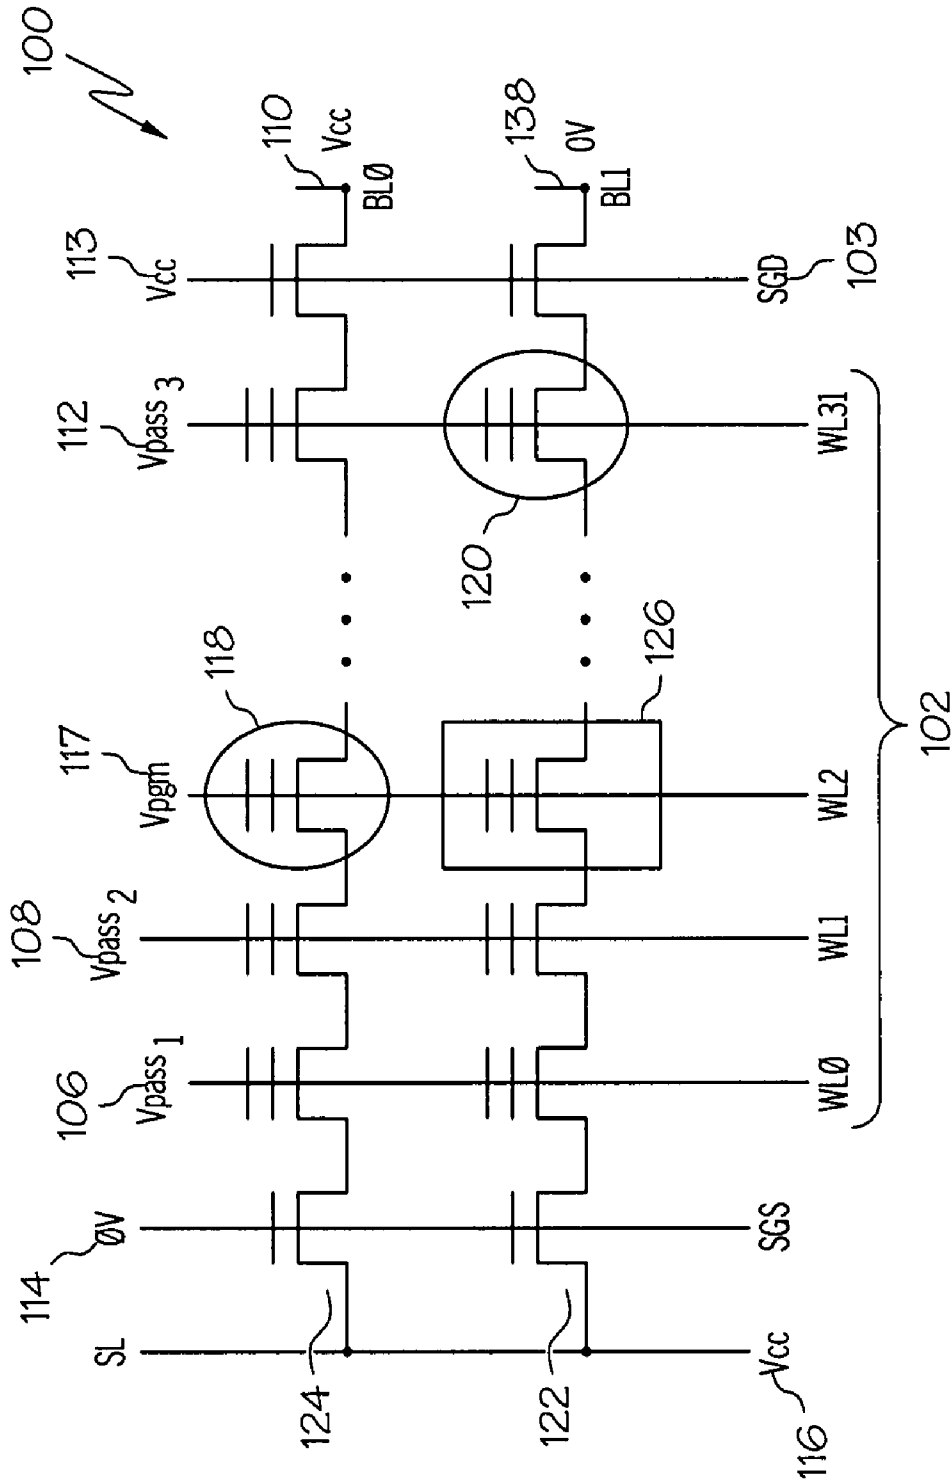 100
113
Vcc
110
Vcc
BLØ
112
Vpass 3
138
0V
BL1
SGD
103
117
Vpgm
118
120
WL31
108
Vpass 2
126
WL2
102
106
Vpass 1
WL1
WLØ
114
ØV
SGS
SL
124
122
Vcc
116